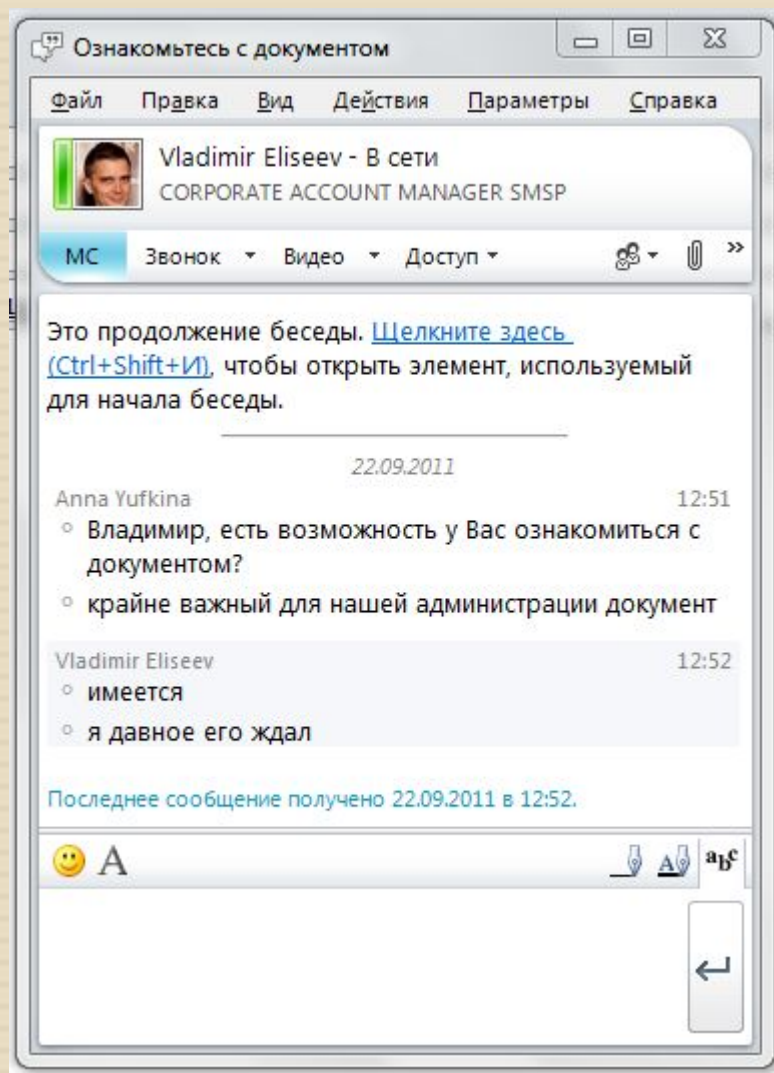 Ознакомьтесь с документом
Файл Правка Вид Действия Параметры Справка
Vladimir Eliseev - В сети
CORPORATE ACCOUNT MANAGER SMSP
МС Звонок Видео Доступ »
Это продолжение беседы. Щелкните здесь
(Ctrl+Shift+И), чтобы открыть элемент, используемый
для начала беседы.
22.09.2011
Anna Yufkina 12:51
Владимир, есть возможность у Вас ознакомиться с
документом?
крайне важный для нашей администрации документ
Vladimir Eliseev 12:52
имеется
я давное его ждал
Последнее сообщение получено 22.09.2011 в 12:52.
A A abc